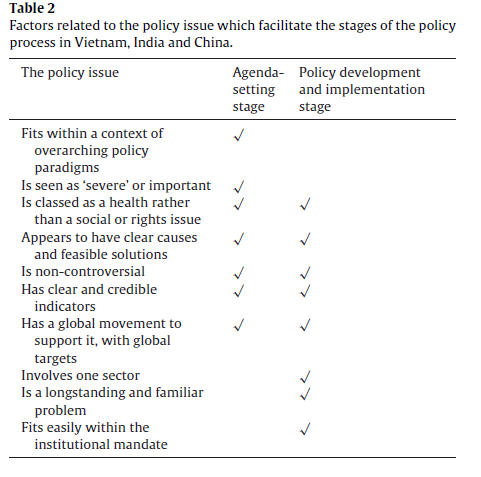 Table 2
Factors related to the policy issue which facilitate the stages of the policy
process in Vietnam, India and China.
The policy issue Agenda- Policy development
setting and implementation
stage stage
Fits within a context of √
overarching policy
paradigms
Is seen as ‘severe’ or important √
Is classed as a health rather √ √
than a social or rights issue
Appears to have clear causes √ √
and feasible solutions
Is non-controversial √ √
Has clear and credible √ √
indicators
Has a global movement to √ √
support it, with global
targets
Involves one sector √
Is a longstanding and familiar √
problem
Fits easily within the √
institutional mandate